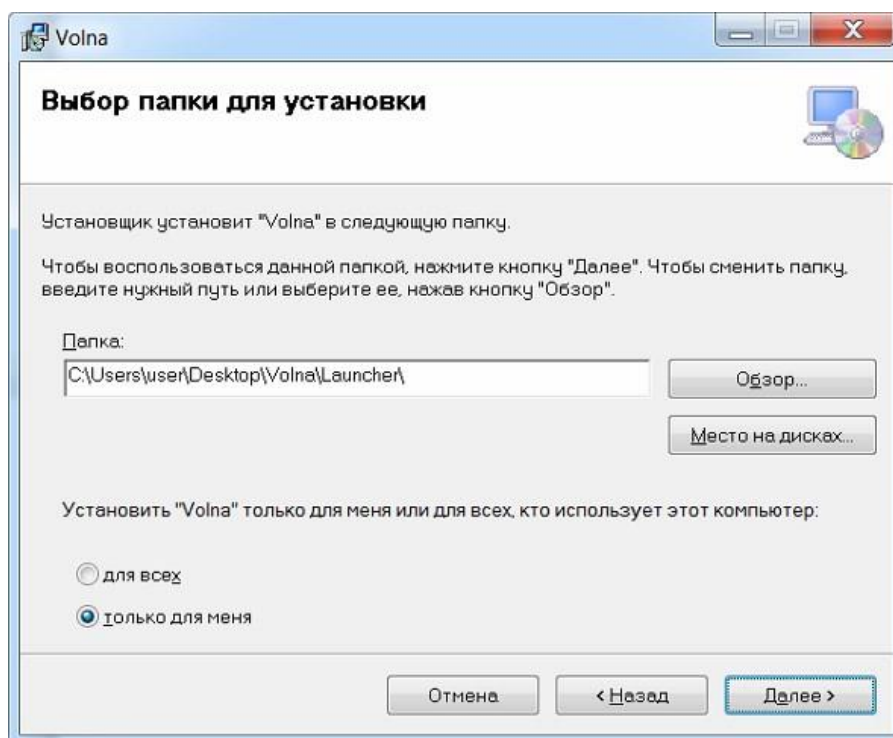 Volna
Выбор папки для установки
Установщик установит "Volna" в следующую папку.
Чтобы воспользоваться данной папкой, нажмите кнопку "Далее". Чтобы сменить папку,
введите нужный путь или выберите ее, нажав кнопку "Обзор".
Папка:
C:\Users\user\Desktop\Volna\Launcher\
Обзор...
Место на дисках...
Установить "Volna" только для меня или для всех, кто использует этот компьютер:
для всех
только для меня
Отмена
< Назад
Далее >